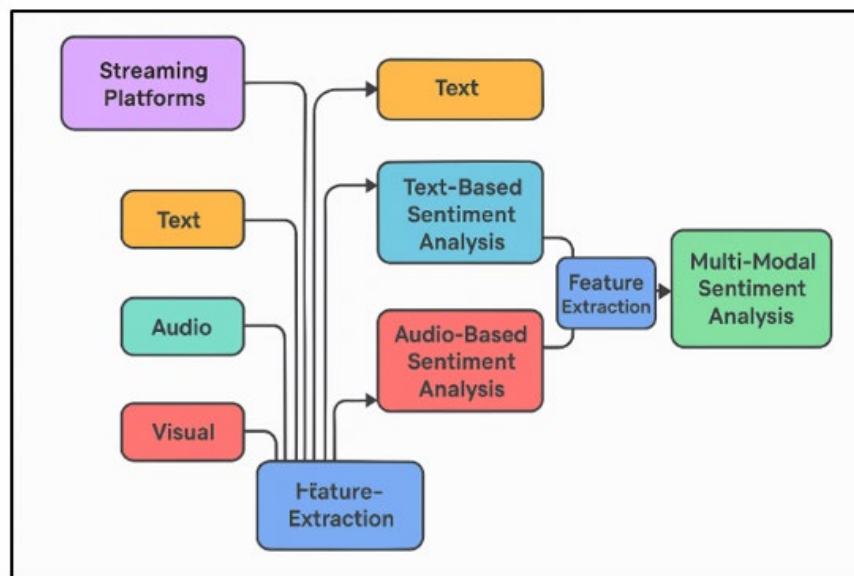 Streaming
Platforms
Text
Audio
Visual
Extraction
Text
Text-Based
Sentiment
Analysis
Audio-Based
Sentiment
Analysis
Feature
Extraction
Multi-Modal
Sentiment
Analysis